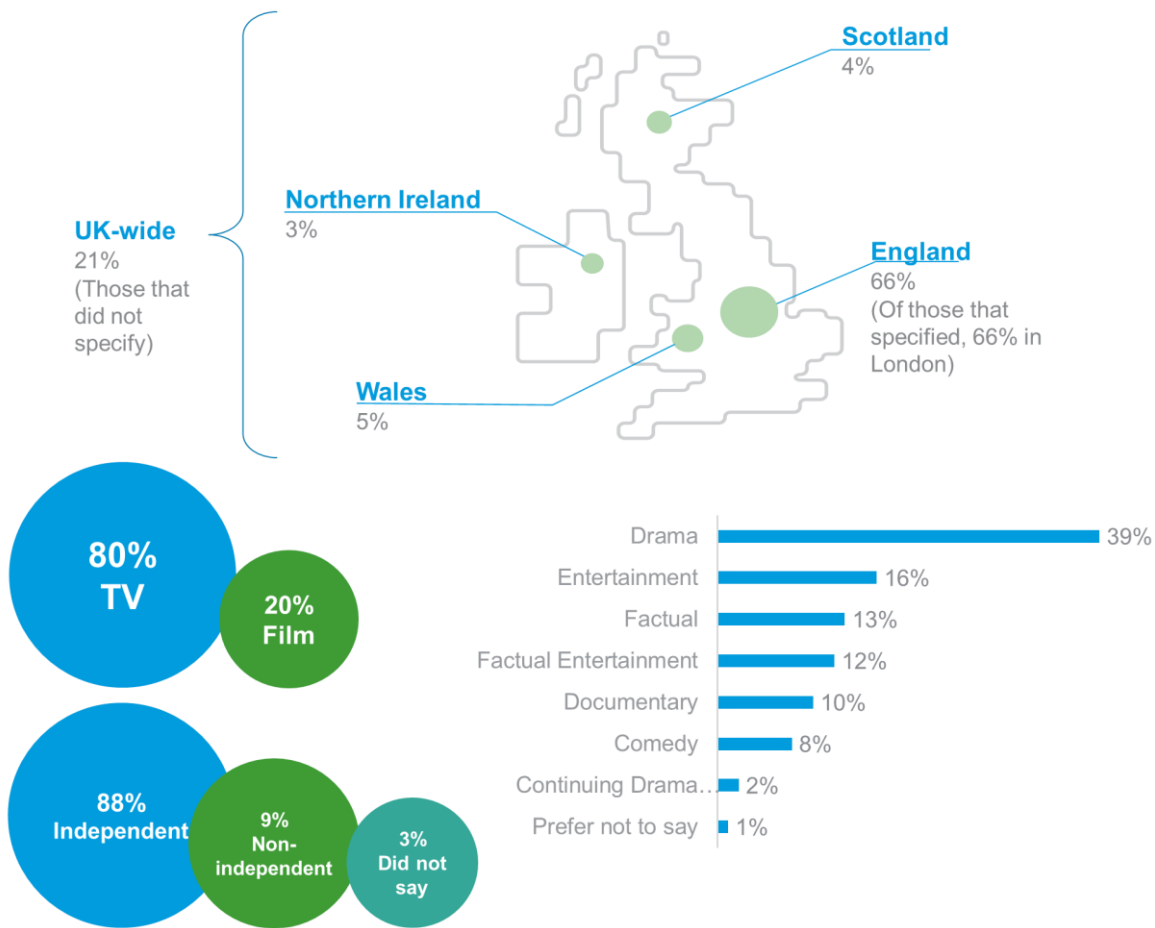 Scotland
4%
Northern Ireland
3%
UK-wide
21%
(Those that
did not
specify)
England
66%
(Of those that
specified, 66% in
London)
Wales
5%
80%
TV
20%
Film
88%
Independent
9%
Non-
independent
3%
Did not
say
Drama 39%
Entertainment 16%
Factual 13%
Factual Entertainment 12%
Documentary 10%
Comedy 8%
Continuing Drama… 2%
Prefer not to say 1%